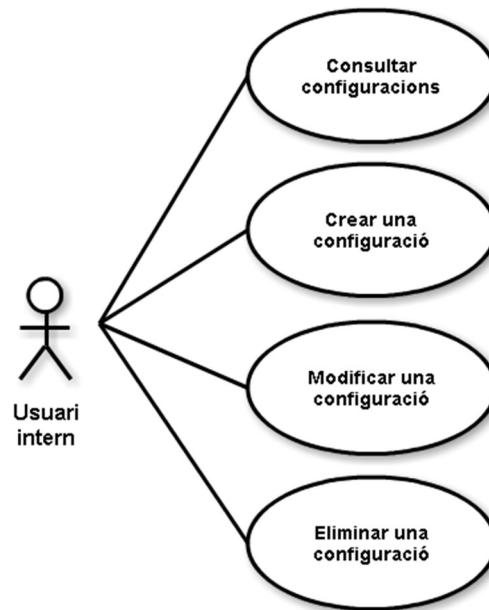 Consultar
configuracions
Crear una
configuració
Modificar una
configuració
Usuari
intern
Eliminar una
configuració